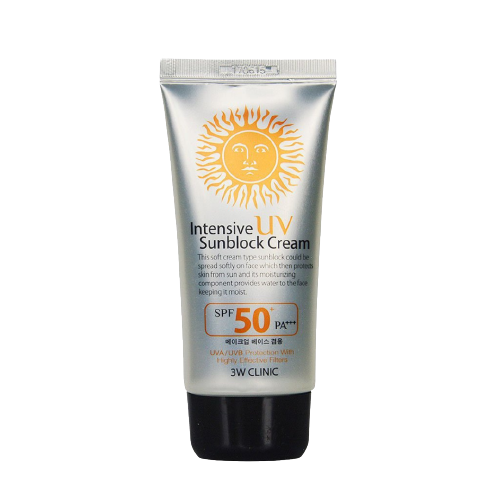 170615
Intensive UV
Sunblock Cream
This soft cream type sunblock could be
spread softly on face which then protects
skin from sun and its moisturizing
component provides water to the face
keeping it moist.
SPF 50+ PA+++
메이크업 베이스 겸용
UVA/UVB Protection With
Highly Effective Filters!
3W CLINIC